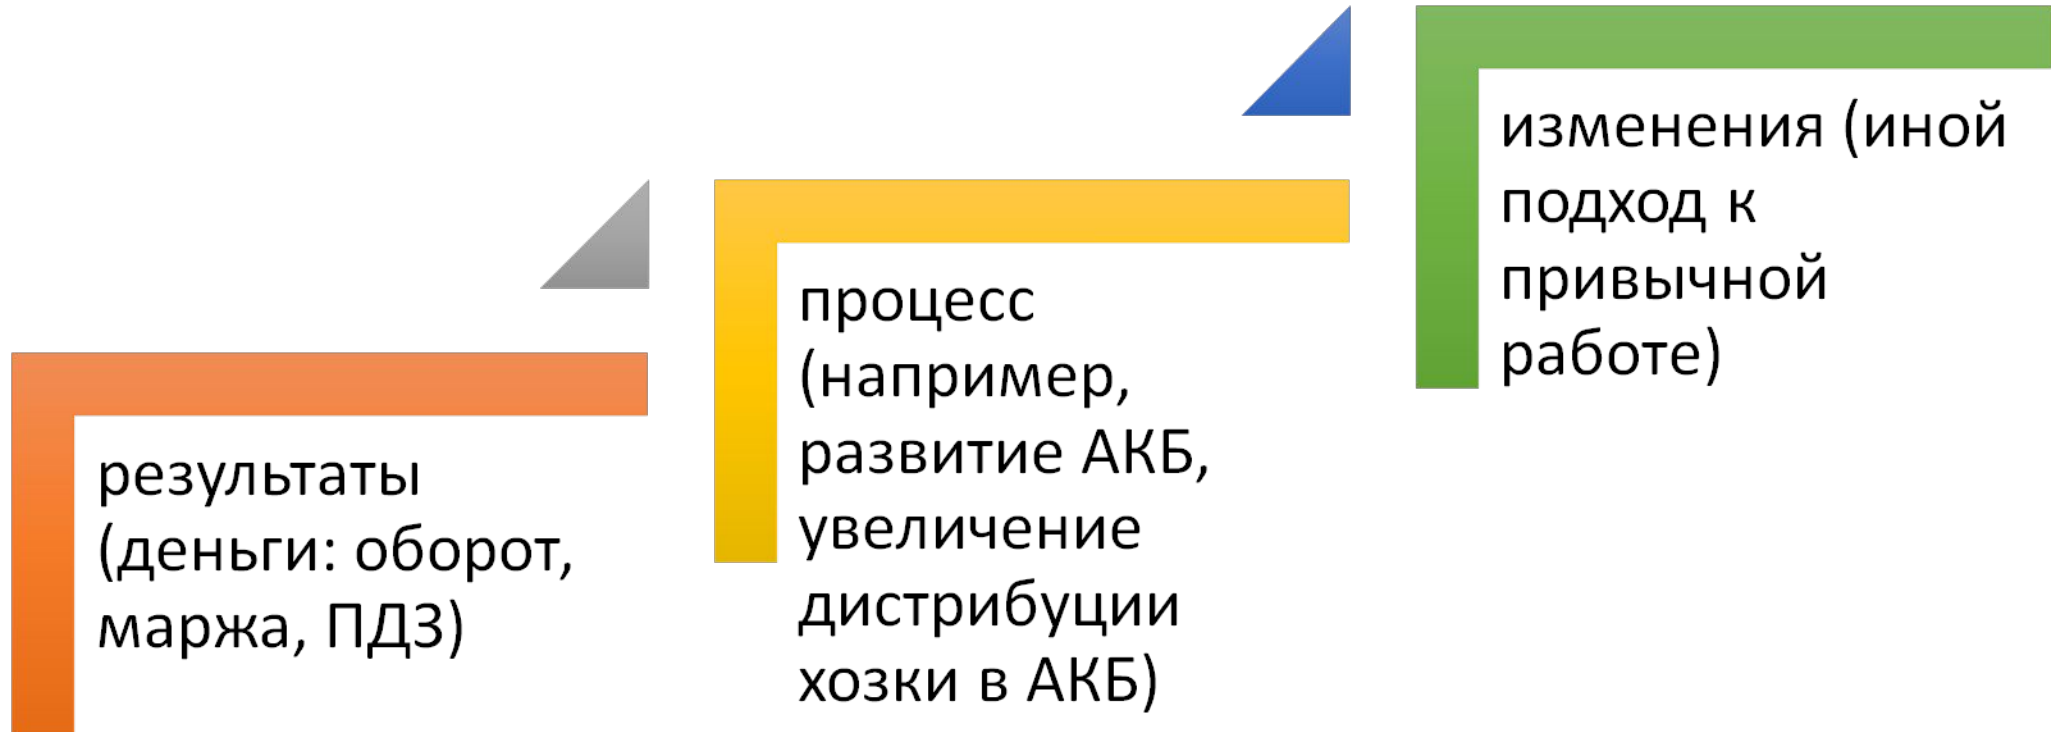 результаты
(деньги: оборот,
маржа, ПДЗ)
процесс
(например,
развитие АКБ,
увеличение
дистрибуции
хозки в АКБ)
изменения (иной
подход к
привычной
работе)